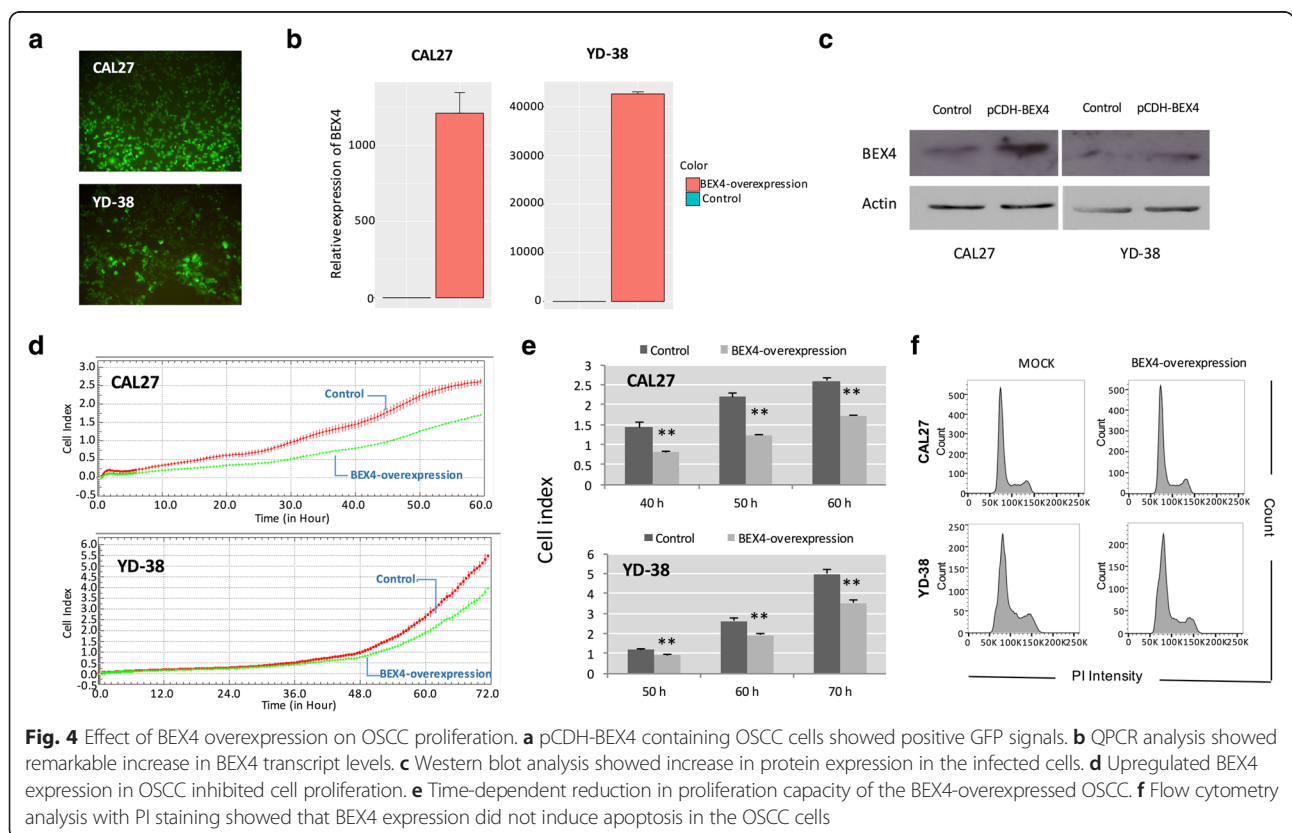 a
CAL27
YD-38
b
CAL27
YD-38
Relative expression of BEX4
1000
500
0
40000
30000
20000
10000
0
Color
BEX4-overexpression
Control
c
Control pCDH-BEX4 Control pCDH-BEX4
BEX4
Actin
CAL27 YD-38
d
CAL27
Cell Index
3.0
2.5
2.0
1.5
1.0
0.5
0.0
-0.5
Control
BEX4-overexpression
0.0 10.0 20.0 30.0 40.0 50.0 60.0
Time (in Hour)
YD-38
Cell Index
6.0
5.5
5.0
4.5
4.0
3.5
3.0
2.5
2.0
1.5
1.0
0.5
0.0
-0.5
Control
BEX4-overexpression
0.0 12.0 24.0 36.0 48.0 60.0 72.0
Time (in Hour)
e
Cell index
Control BEX4-overexpression
CAL27
3
2.5
2
1.5
1
0.5
0
** ** **
40 h 50 h 60 h
Control BEX4-overexpression
YD-38
6
5
4
3
2
1
0
** ** **
50 h 60 h 70 h
f
MOCK BEX4-overexpression
CAL27
Count
500
400
300
200
100
0
0 50K 100K 150K 200K 250K
Count
500
400
300
200
100
0
0 50K 100K 150K 200K 250K
YD-38
Count
250
200
150
100
50
0
0 50K 100K 150K 200K 250K
Count
200
150
100
50
0
0 50K 100K 150K 200K 250K
Count
PI Intensity
Fig. 4 Effect of BEX4 overexpression on OSCC proliferation. a pCDH-BEX4 containing OSCC cells showed positive GFP signals. b QPCR analysis showed
remarkable increase in BEX4 transcript levels. c Western blot analysis showed increase in protein expression in the infected cells. d Upregulated BEX4
expression in OSCC inhibited cell proliferation. e Time-dependent reduction in proliferation capacity of the BEX4-overexpressed OSCC. f Flow cytometry
analysis with PI staining showed that BEX4 expression did not induce apoptosis in the OSCC cells